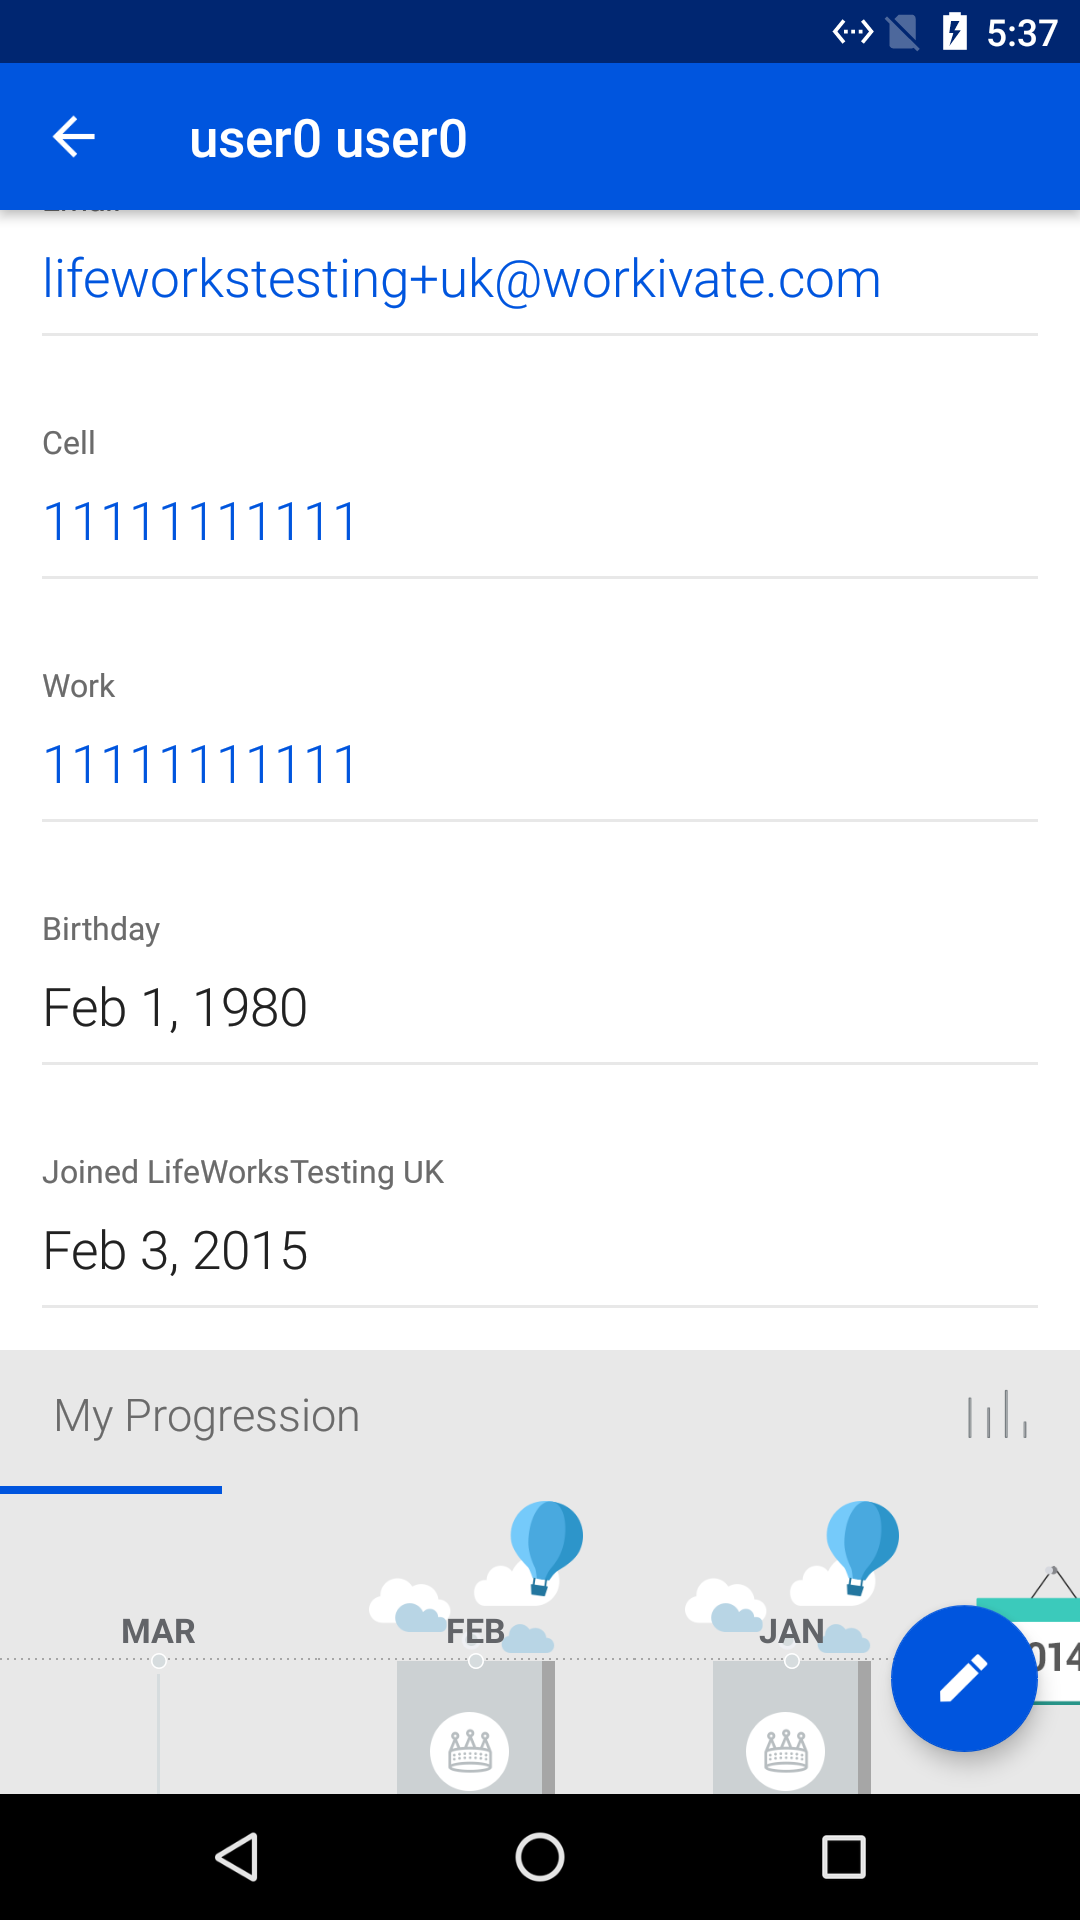 5:37
user0 user0
lifeworkstesting+uk@workivate.com
Cell
11111111111
Work
11111111111
Birthday
Feb 1, 1980
Joined LifeWorksTesting UK
Feb 3, 2015
My Progression
MAR FEB JAN
014